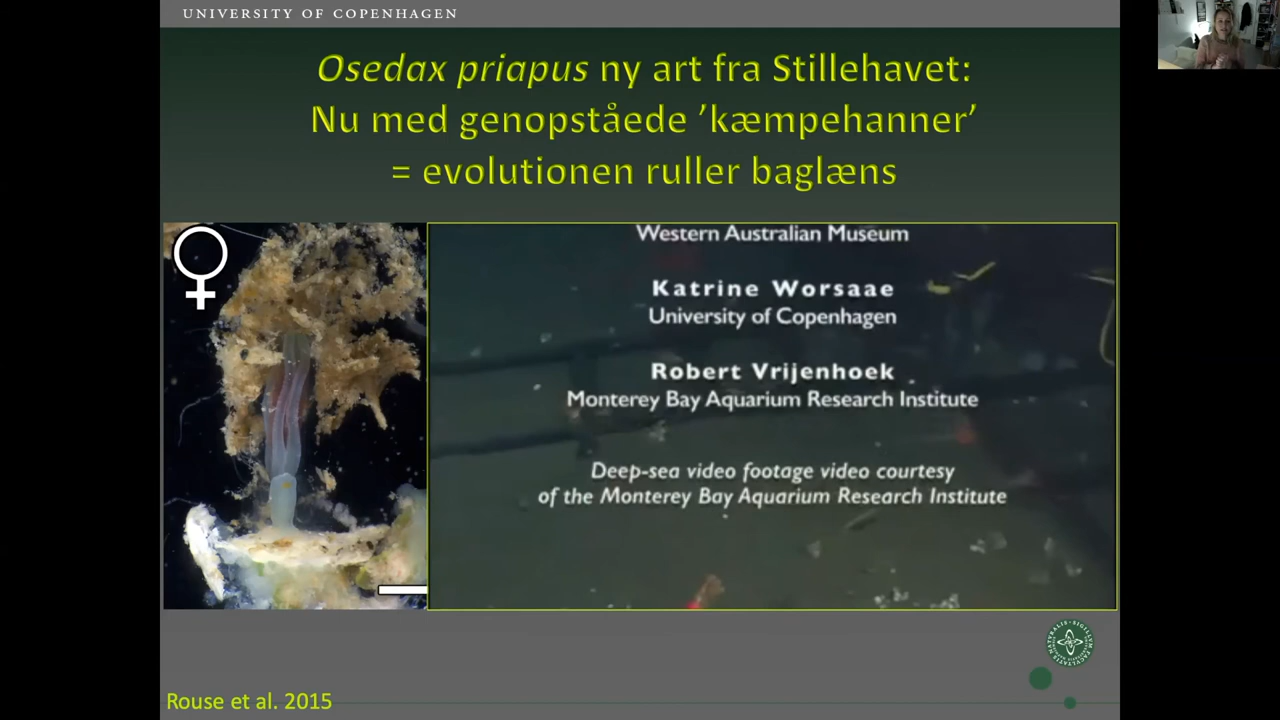 UNIVERSITY OF COPENHAGEN
Osedax priapus ny art fra Stillehavet:
Nu med genopståede ’kæmpehanner’
= evolutionen ruller baglæns
Western Australian Museum
Katrine Worsaae
University of Copenhagen
Robert Vrijenhoek
Monterey Bay Aquarium Research Institute
Deep-sea video footage video courtesy
of the Monterey Bay Aquarium Research Institute
Rouse et al. 2015